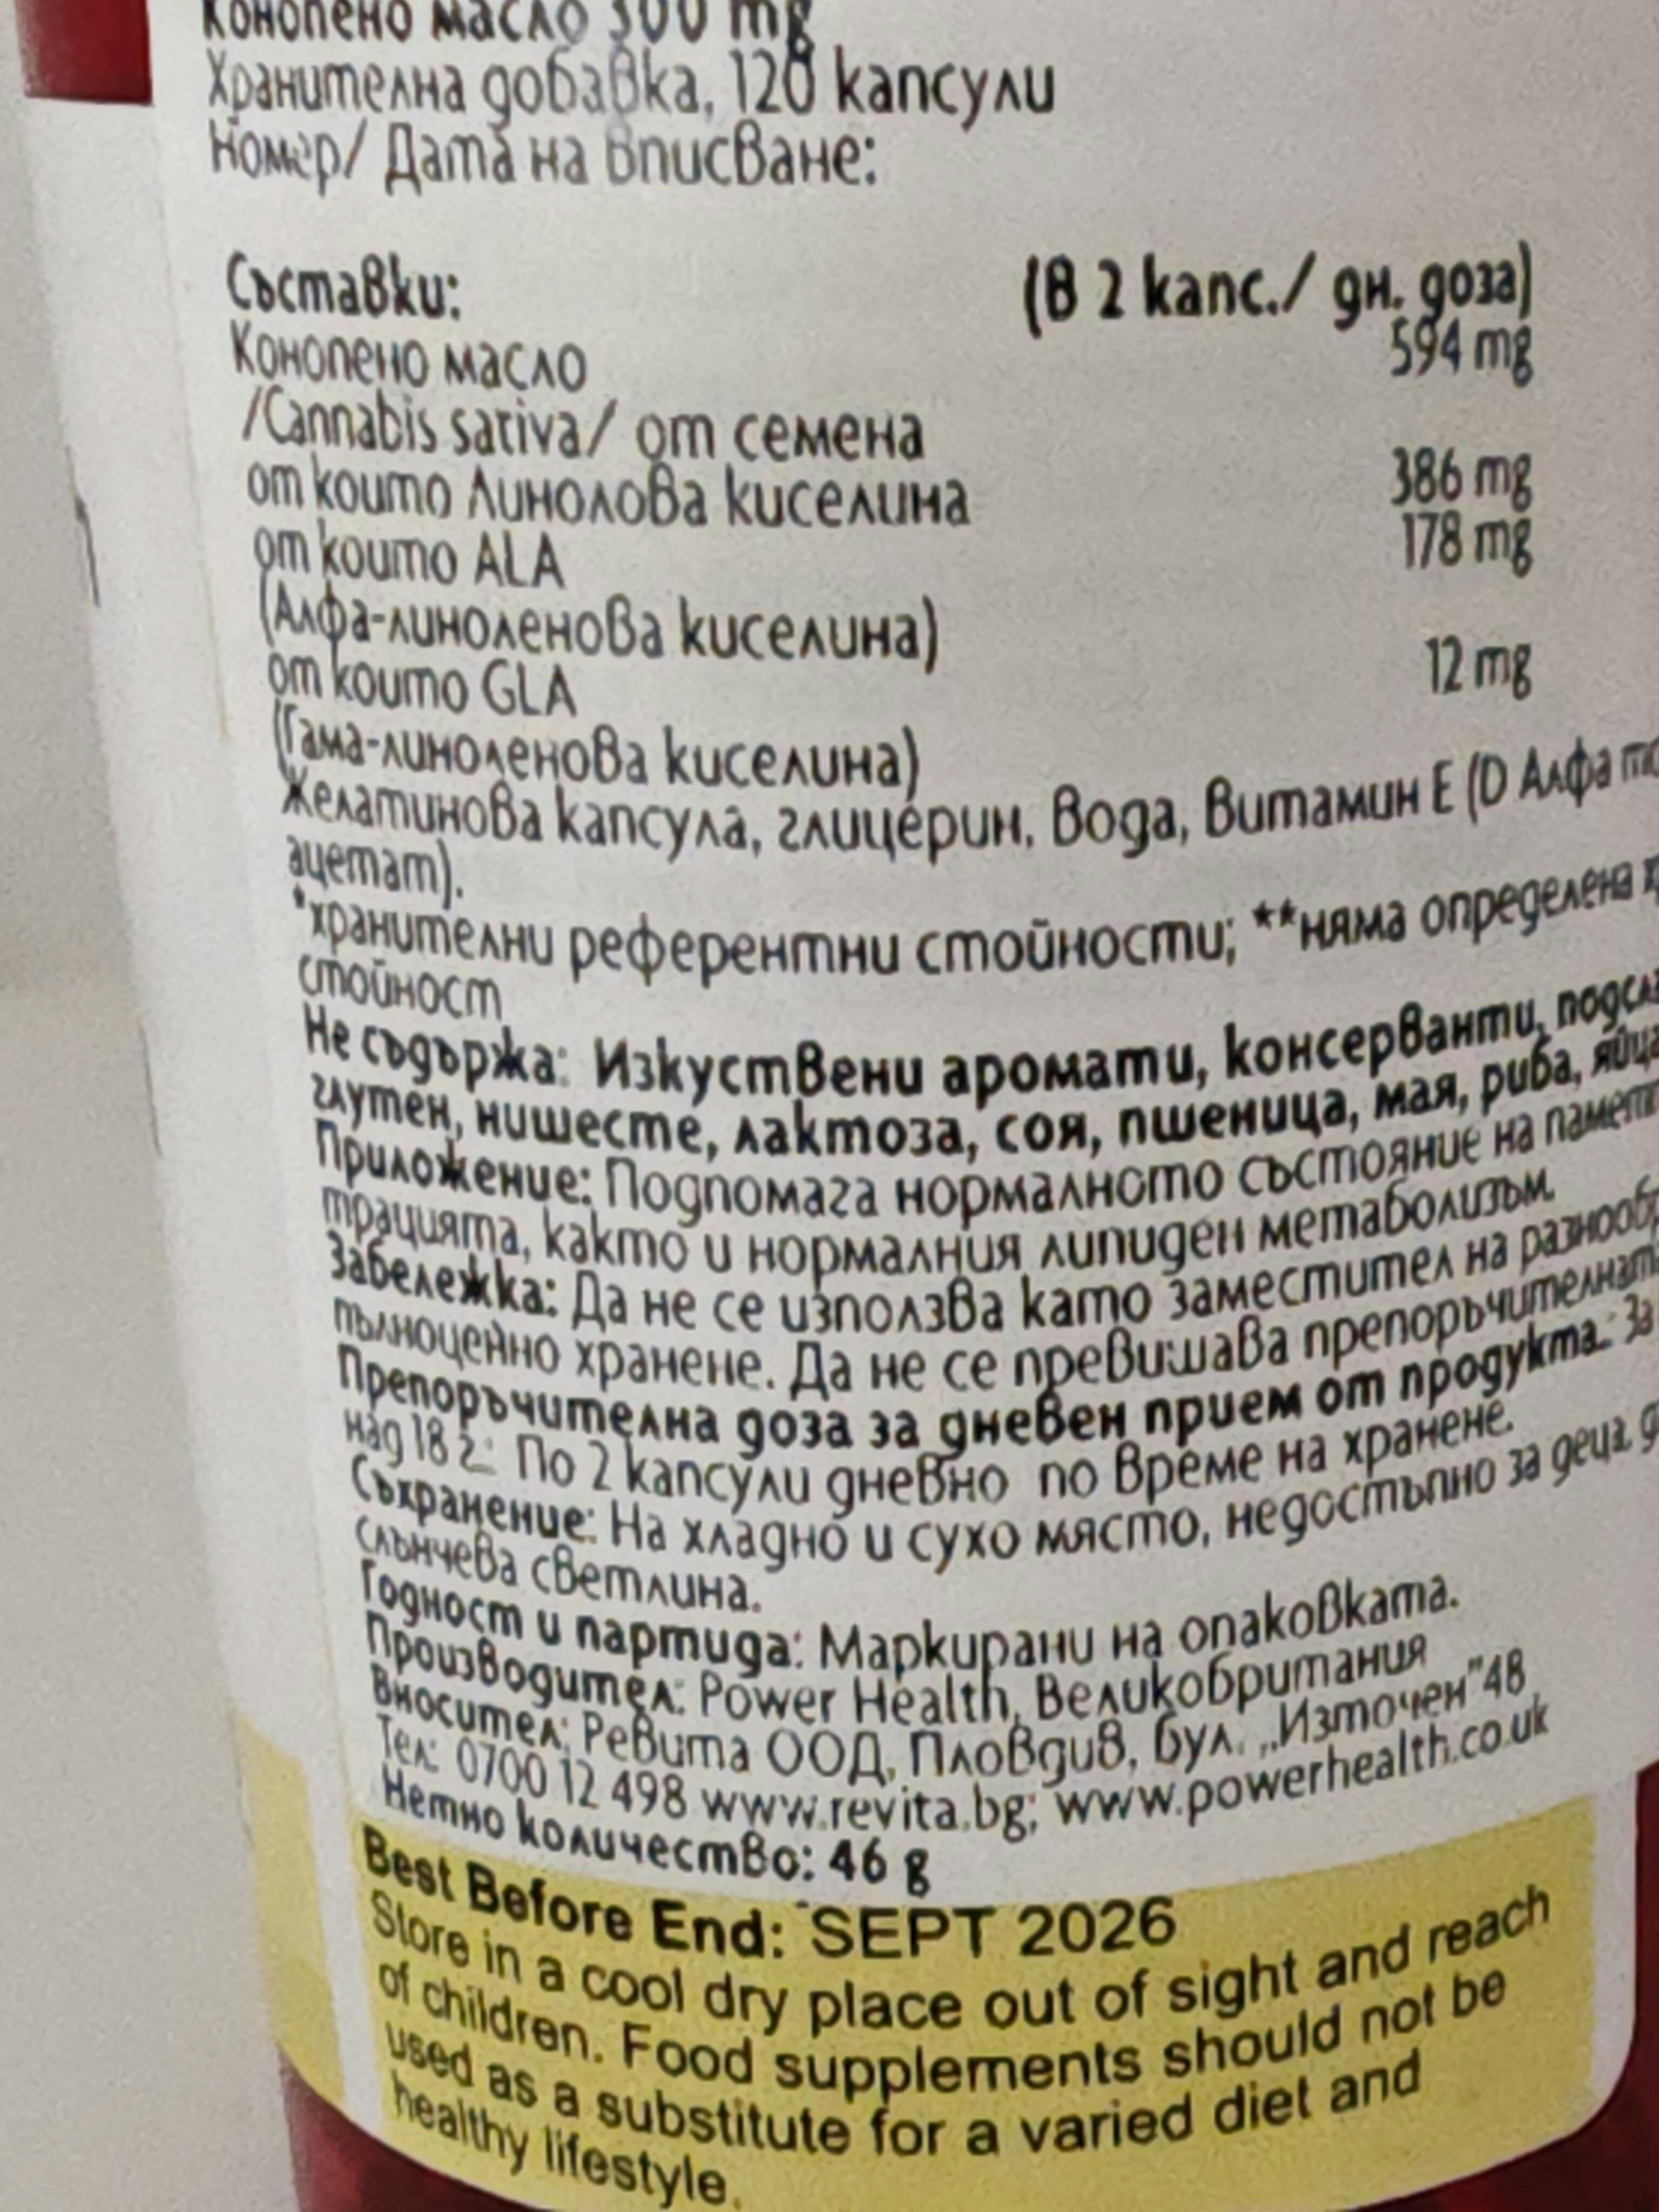 Конопено масло 300 mg
Хранителна добавка, 120 капсули
Номер/ Дата на вписване:
Съставки: (в 2 капс./ дн. доза)
Конопено масло 594 mg
/Cannabis sativa/ от семена
от които Линолова киселина 386 mg
от които ALA 178 mg
(Алфа-линоленова киселина)
от които GLA 12 mg
(Гама-линоленова киселина)
Желатинова капсула, глицерин, вода, витамин Е (D Алфа
ацетат).
*хранителни референтни стойности; **няма определена
стойност
Не съдържа: Изкуствени аромати, консерванти,
глутен, нишесте, лактоза, соя, пшеница, мая, риба,
Приложение: Подпомага нормалното състояние на
трацията, както и нормалния липиден метаболизъм.
Забележка: Да не се използва като заместител на
пълноценно хранене. Да не се превишава
Препоръчителна доза за дневен прием от продукта: За
над 18 г: По 2 капсули дневно по време на хранене.
Съхранение: На хладно и сухо място, недостъпно за деца,
слънчева светлина.
Годност и партида: Маркирани на опаковката.
Производител: Power Health, Великобритания
Вносител: Ревита ООД, Пловдив, бул. „Източен"48
Тел: 0700 12 498 www.revita.bg; www.powerhealth.co.uk
Нетно количество: 46 g
Best Before End: SEPT 2026
Store in a cool dry place out of sight and reach
of children. Food supplements should not be
used as a substitute for a varied diet and
healthy lifestyle.